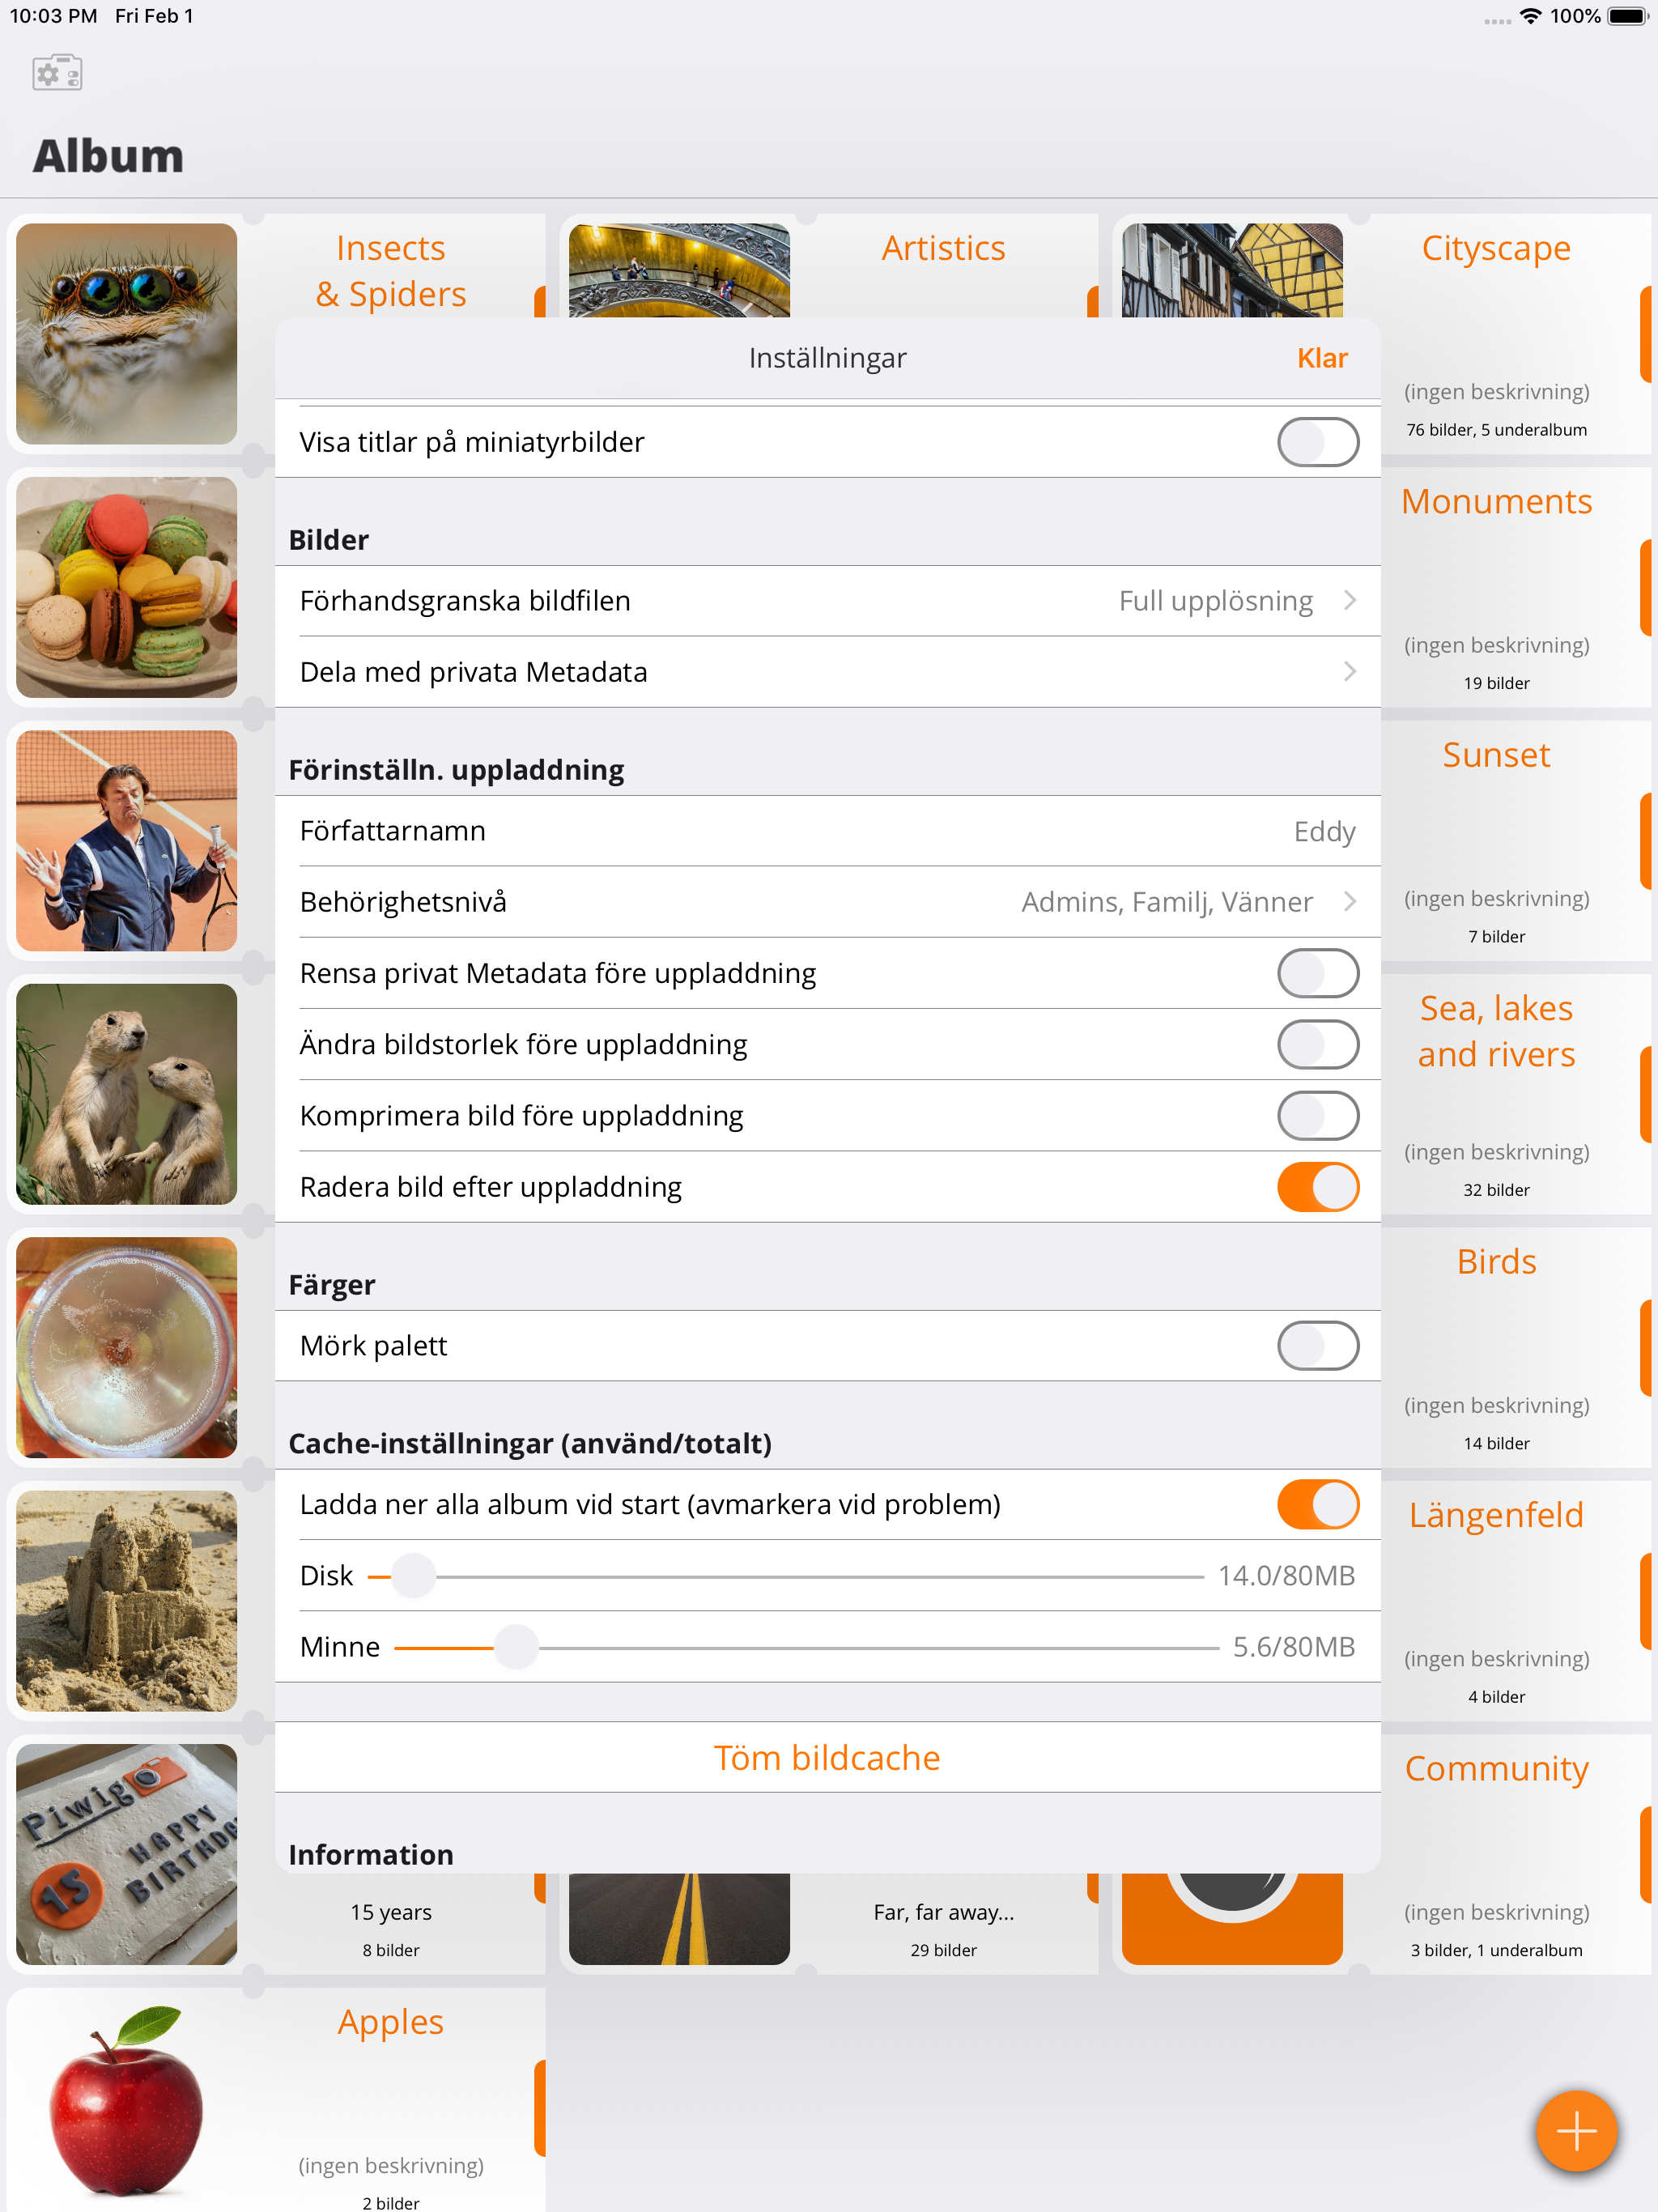 10:03 PM Fri Feb 1
100%
Album
Insects
& Spiders
Artistics
Cityscape
(ingen beskrivning)
76 bilder, 5 underalbum
Inställningar
Klar
Visa titlar på miniatyrbilder
Bilder
Förhandsgranska bildfilen
Full upplösning
Dela med privata Metadata
Förinställn. uppladdning
Författarnamn
Eddy
Behörighetsnivå
Admins, Familj, Vänner
Rensa privat Metadata före uppladdning
Ändra bildstorlek före uppladdning
Komprimera bild före uppladdning
Radera bild efter uppladdning
Färger
Mörk palett
Cache-inställningar (använd/totalt)
Ladda ner alla album vid start (avmarkera vid problem)
Disk
14.0/80MB
Minne
5.6/80MB
Töm bildcache
Information
Monuments
(ingen beskrivning)
19 bilder
Sunset
(ingen beskrivning)
7 bilder
Sea, lakes
and rivers
(ingen beskrivning)
32 bilder
Birds
(ingen beskrivning)
14 bilder
Längenfeld
(ingen beskrivning)
4 bilder
Piwigo
HAPPY
BIRTHDA
15
15 years
8 bilder
Far, far away...
29 bilder
Community
(ingen beskrivning)
3 bilder, 1 underalbum
Apples
(ingen beskrivning)
2 bilder